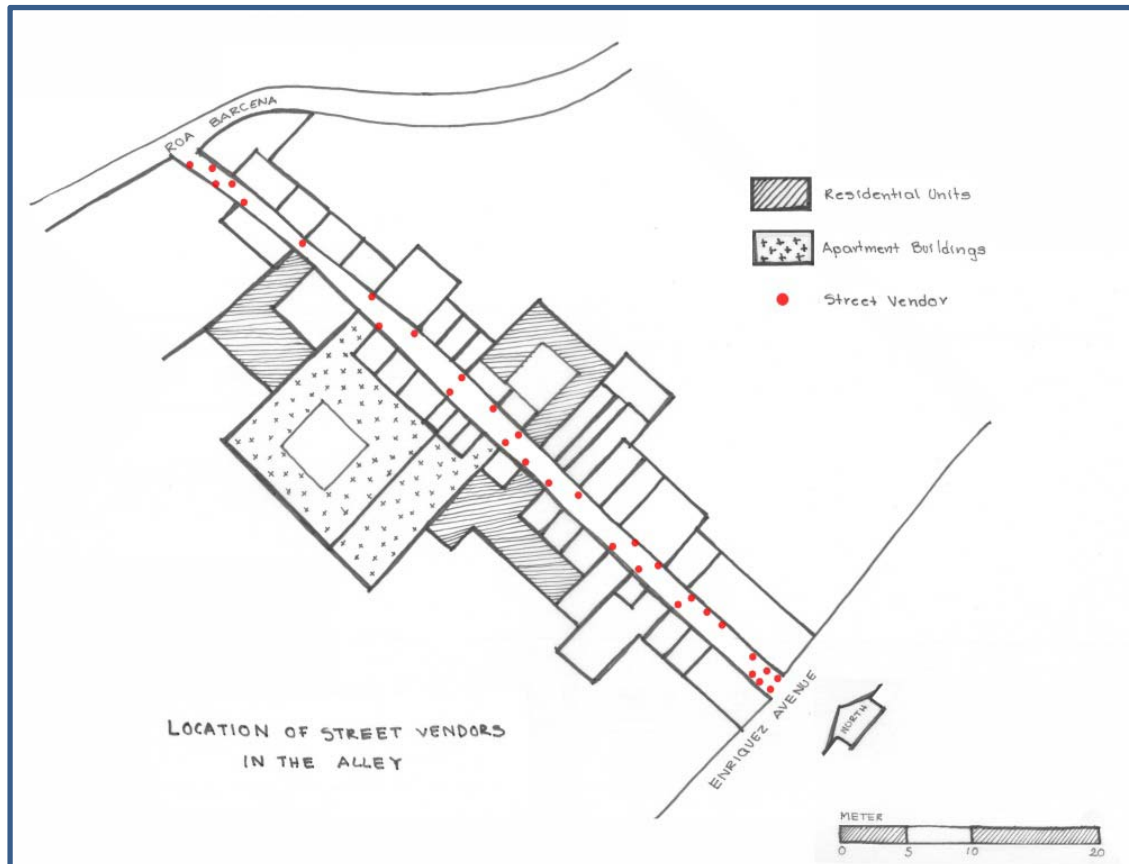 ROA BARCENA
Residential Units
Apartment Buildings
Street Vendor
LOCATION OF STREET VENDORS
IN THE ALLEY
ENRIQUEZ AVENUE
NORTH
METER
0 5 10 20